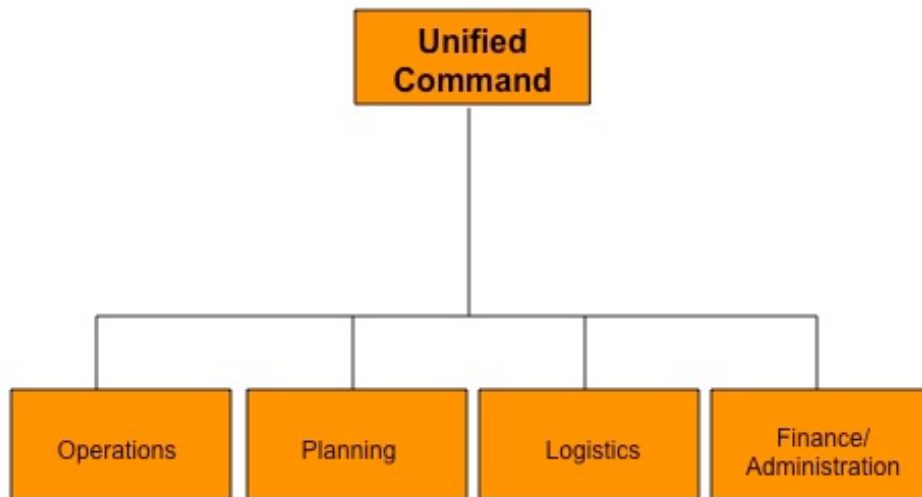 Unified
Command
Operations
Planning
Logistics
Finance/
Administration